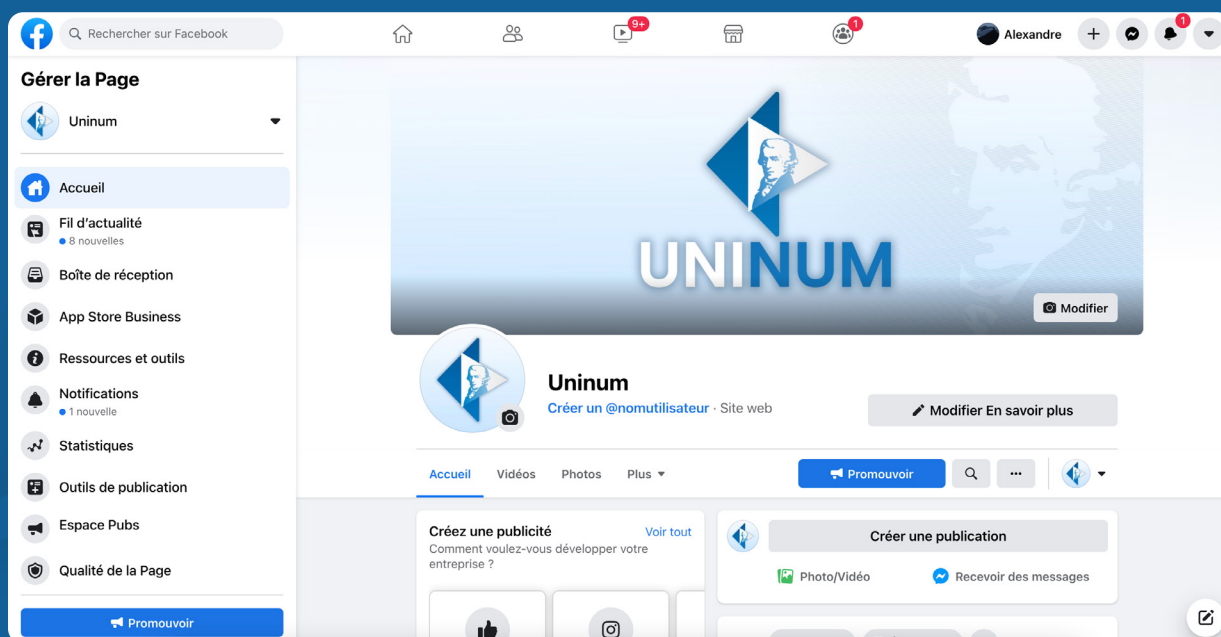 Rechercher sur Facebook
9+
1
Alexandre
1
Gérer la Page
Uninum
Accueil
Fil d'actualité
8 nouvelles
Boîte de réception
App Store Business
Ressources et outils
Notifications
1 nouvelle
Statistiques
Outils de publication
Espace Pubs
Qualité de la Page
Promouvoir
UNINUM
Modifier
Uninum
Créer un @nomutilisateur · Site web
Modifier En savoir plus
Accueil Vidéos Photos Plus
Promouvoir
Créez une publicité Voir tout
Comment voulez-vous développer votre
entreprise ?
Créer une publication
Photo/Vidéo Recevoir des messages